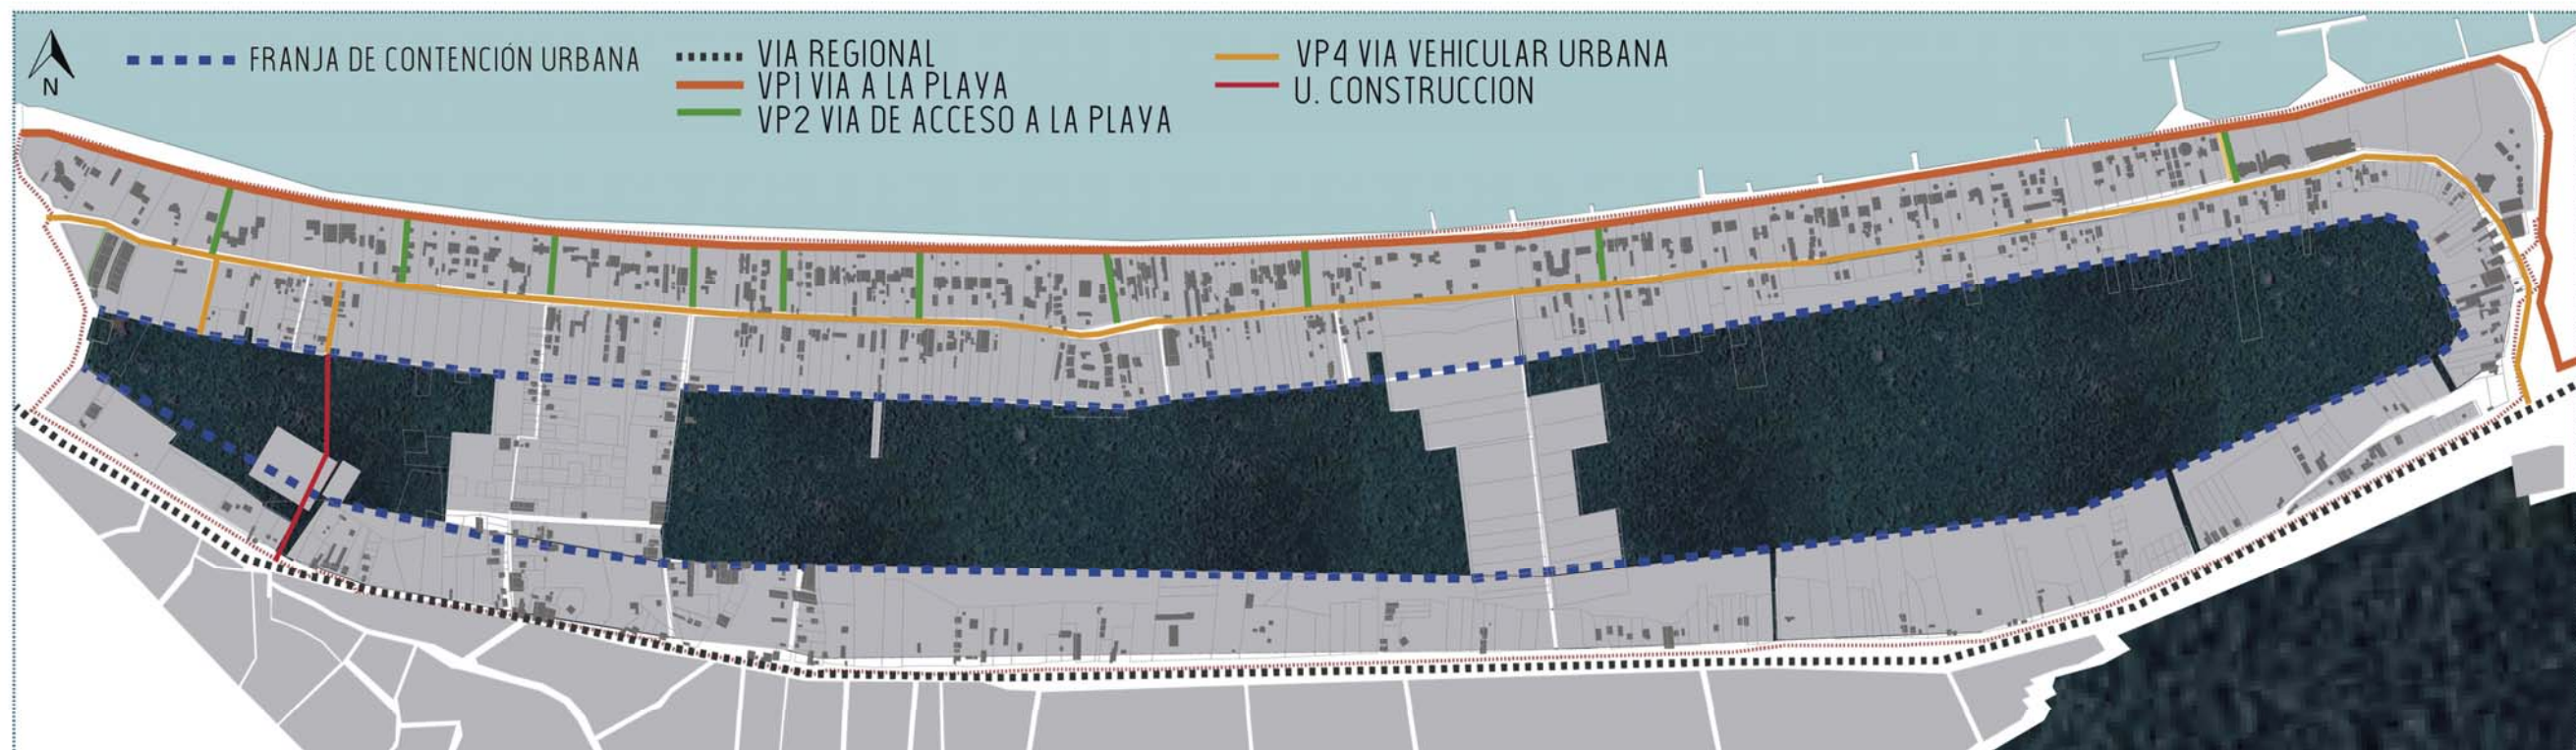 N
FRANJA DE CONTENCIÓN URBANA
VIA REGIONAL
VP1 VIA A LA PLAYA
VP2 VIA DE ACCESO A LA PLAYA
VP4 VIA VEHICULAR URBANA
U. CONSTRUCCION